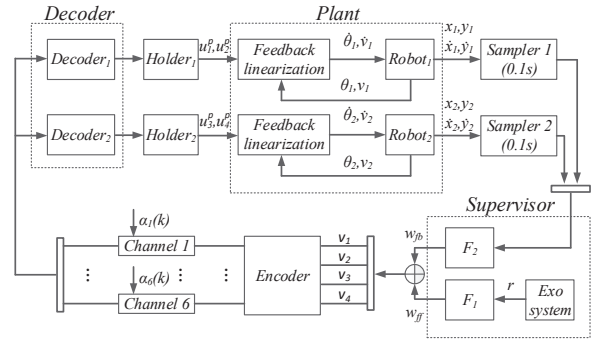 Decoder
Plant
Decoder₁
Holder₁
u₁ᵖ,u₂ᵖ
Feedback linearization
θ̇₁,v̇₁
Robot₁
θ₁,v₁
x₁,y₁
ẋ₁,ẏ₁
Sampler 1
(0.1s)
Decoder₂
Holder₂
u₃ᵖ,u₄ᵖ
Feedback linearization
θ̇₂,v̇₂
Robot₂
θ₂,v₂
x₂,y₂
ẋ₂,ẏ₂
Sampler 2
(0.1s)
Supervisor
α₁(k)
Channel 1
⋮
⋮
α₆(k)
Channel 6
Encoder
v₁
v₂
v₃
v₄
w_fb
w_ff
F₂
F₁
r
Exo
system